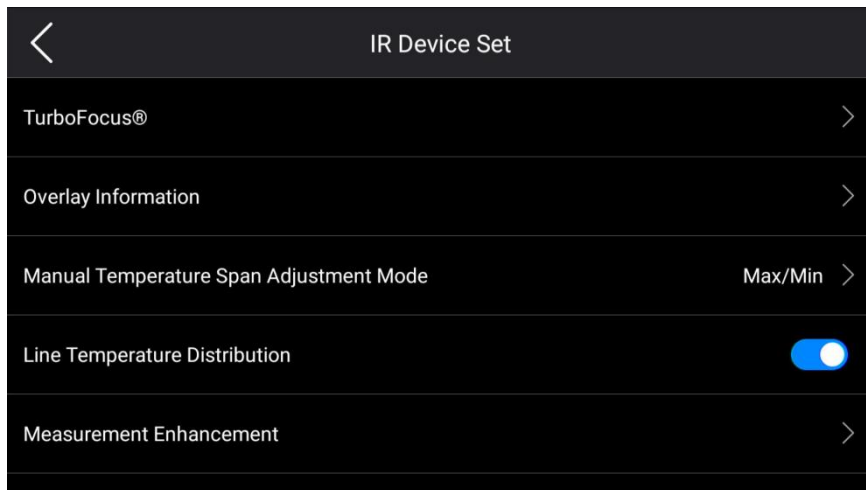 IR Device Set
TurboFocus®
Overlay Information
Manual Temperature Span Adjustment Mode Max/Min
Line Temperature Distribution
Measurement Enhancement